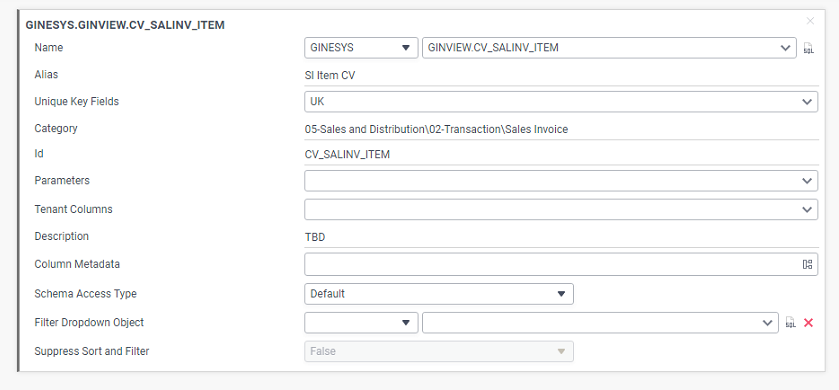 GINESYS.GINVIEW.CV_SALINV_ITEM
Name GINESYS GINVIEW.CV_SALINV_ITEM SQL
Alias SI Item CV
Unique Key Fields UK
Category 05-Sales and Distribution\02-Transaction\Sales Invoice
Id CV_SALINV_ITEM
Parameters
Tenant Columns
Description TBD
Column Metadata
Schema Access Type Default
Filter Dropdown Object SQL
Suppress Sort and Filter False